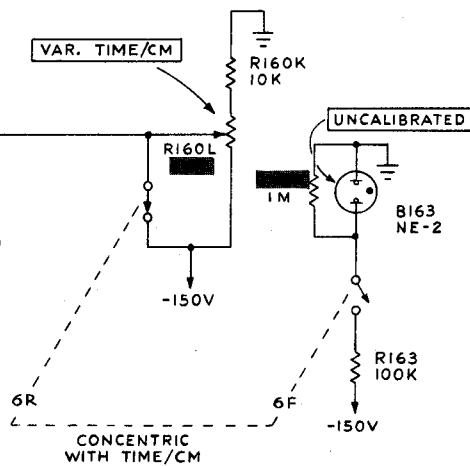 VAR. TIME/CM
R160K
10K
UNCALIBRATED
R160L
1M
B163
NE-2
-150V
R163
100K
6R
6F
-150V
CONCENTRIC
WITH TIME/CM